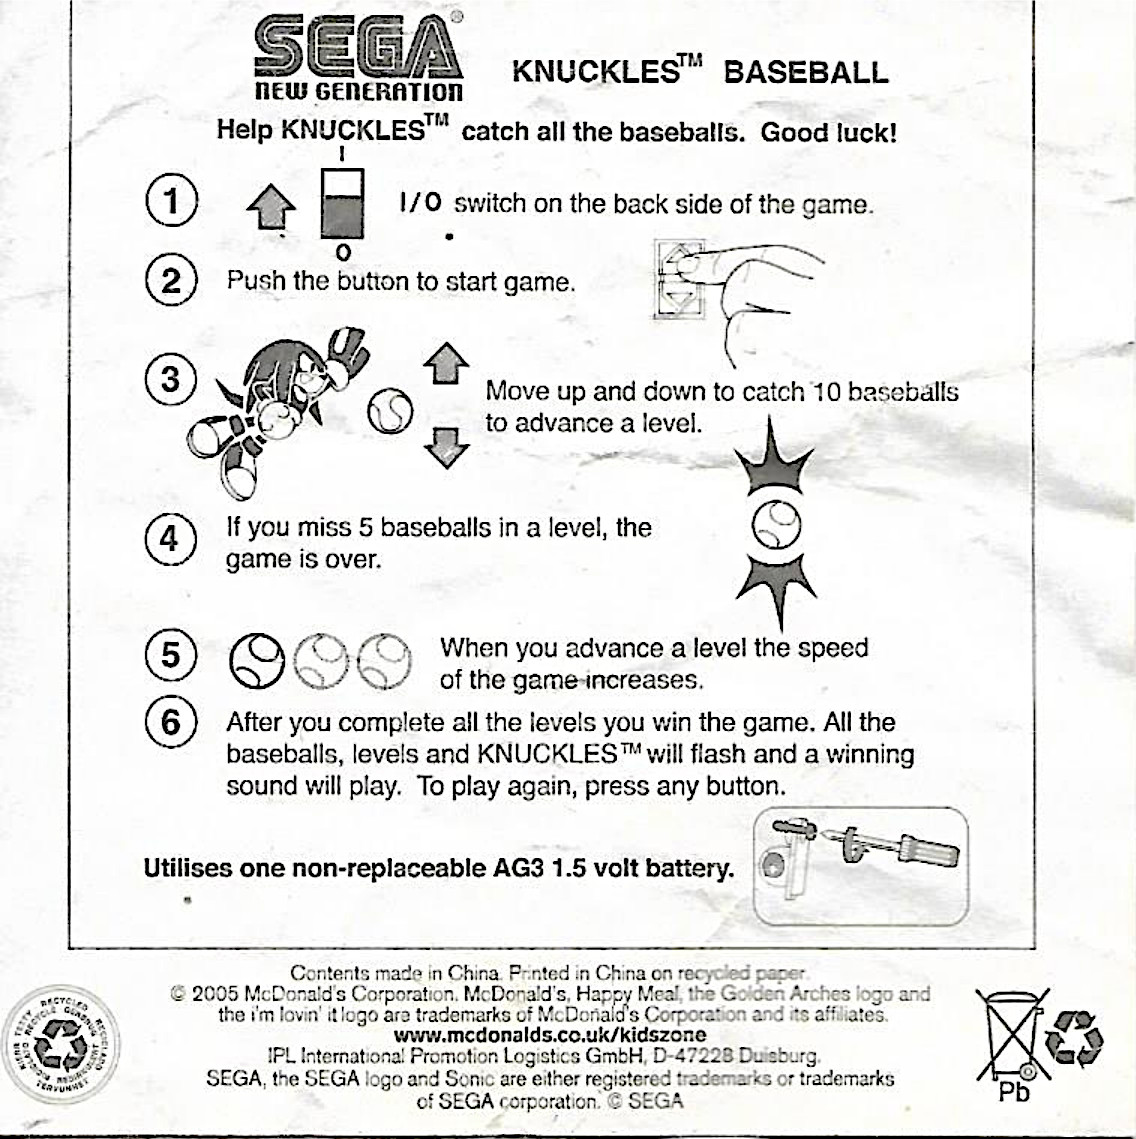 SEGA®
NEW GENERATION
KNUCKLES™ BASEBALL
Help KNUCKLES™ catch all the baseballs. Good luck!
I
1
I/O switch on the back side of the game.
O
2
Push the button to start game.
3
Move up and down to catch 10 baseballs
to advance a level.
4
If you miss 5 baseballs in a level, the
game is over.
5
When you advance a level the speed
of the game increases.
6
After you complete all the levels you win the game. All the
baseballs, levels and KNUCKLES™ will flash and a winning
sound will play. To play again, press any button.
Utilises one non-replaceable AG3 1.5 volt battery.
Contents made in China. Printed in China on recycled paper.
© 2005 McDonald's Corporation. McDonald's, Happy Meal, the Golden Arches logo and
the i'm lovin' it logo are trademarks of McDonald's Corporation and its affiliates.
www.mcdonalds.co.uk/kidszone
IPL International Promotion Logistics GmbH, D-47228 Duisburg.
SEGA, the SEGA logo and Sonic are either registered trademarks or trademarks
of SEGA corporation. © SEGA
RECYCLED
Pb